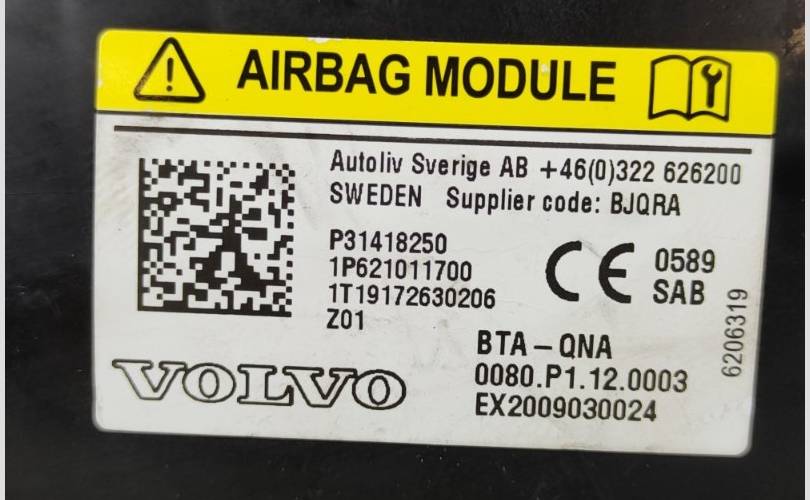 AIRBAG MODULE
Autoliv Sverige AB +46(0)322 626200
SWEDEN Supplier code: BJQRA
P31418250
1P621011700
1T19172630206
Z01
CE 0589
SAB
BTA-QNA
0080.P1.12.0003
EX2009030024
6206319
VOLVO